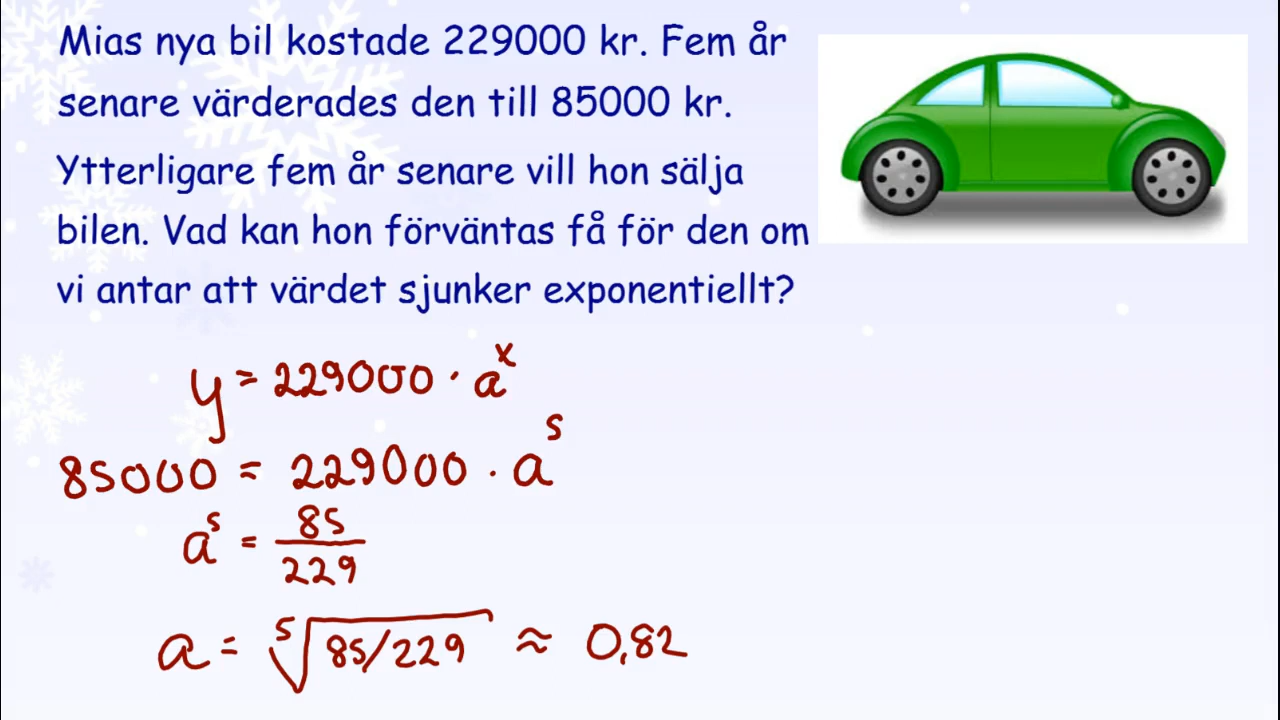 Mias nya bil kostade 229000 kr. Fem år
senare värderades den till 85000 kr.
Ytterligare fem år senare vill hon sälja
bilen. Vad kan hon förväntas få för den om
vi antar att värdet sjunker exponentiellt?
y = 229000 · a^x
85000 = 229000 · a^5
a^5 = 85/229
a = ⁵√(85/229) ≈ 0,82